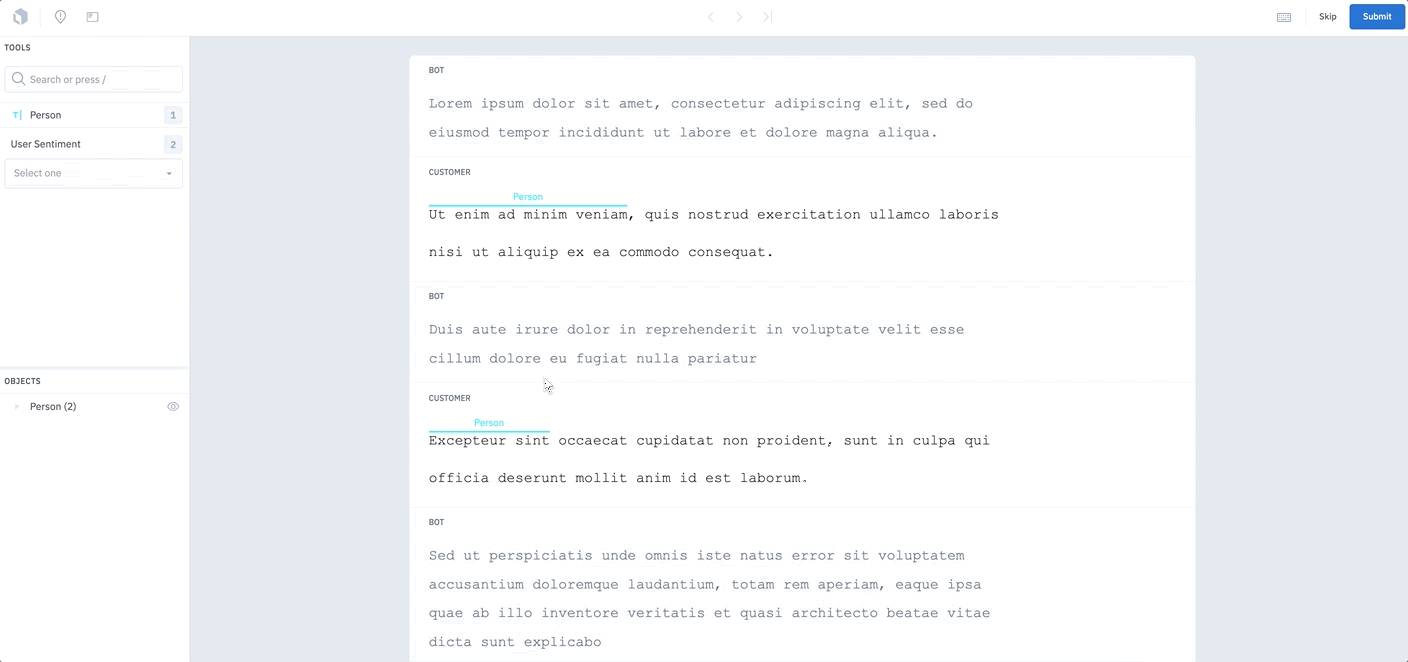 Skip
Submit
TOOLS
Search or press /
Person 1
User Sentiment 2
Select one
OBJECTS
Person (2)
BOT
Lorem ipsum dolor sit amet, consectetur adipiscing elit, sed do
eiusmod tempor incididunt ut labore et dolore magna aliqua.
CUSTOMER
Person
Ut enim ad minim veniam, quis nostrud exercitation ullamco laboris
nisi ut aliquip ex ea commodo consequat.
BOT
Duis aute irure dolor in reprehenderit in voluptate velit esse
cillum dolore eu fugiat nulla pariatur
CUSTOMER
Person
Excepteur sint occaecat cupidatat non proident, sunt in culpa qui
officia deserunt mollit anim id est laborum.
BOT
Sed ut perspiciatis unde omnis iste natus error sit voluptatem
accusantium doloremque laudantium, totam rem aperiam, eaque ipsa
quae ab illo inventore veritatis et quasi architecto beatae vitae
dicta sunt explicabo